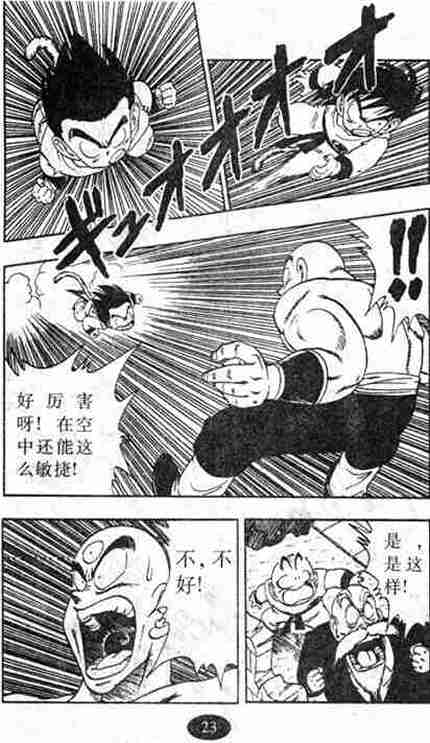 ギュオオオオ
!!
好厉害
呀！在空
中还能这
么敏捷！
不，不
好！
是，
是这
样！
23